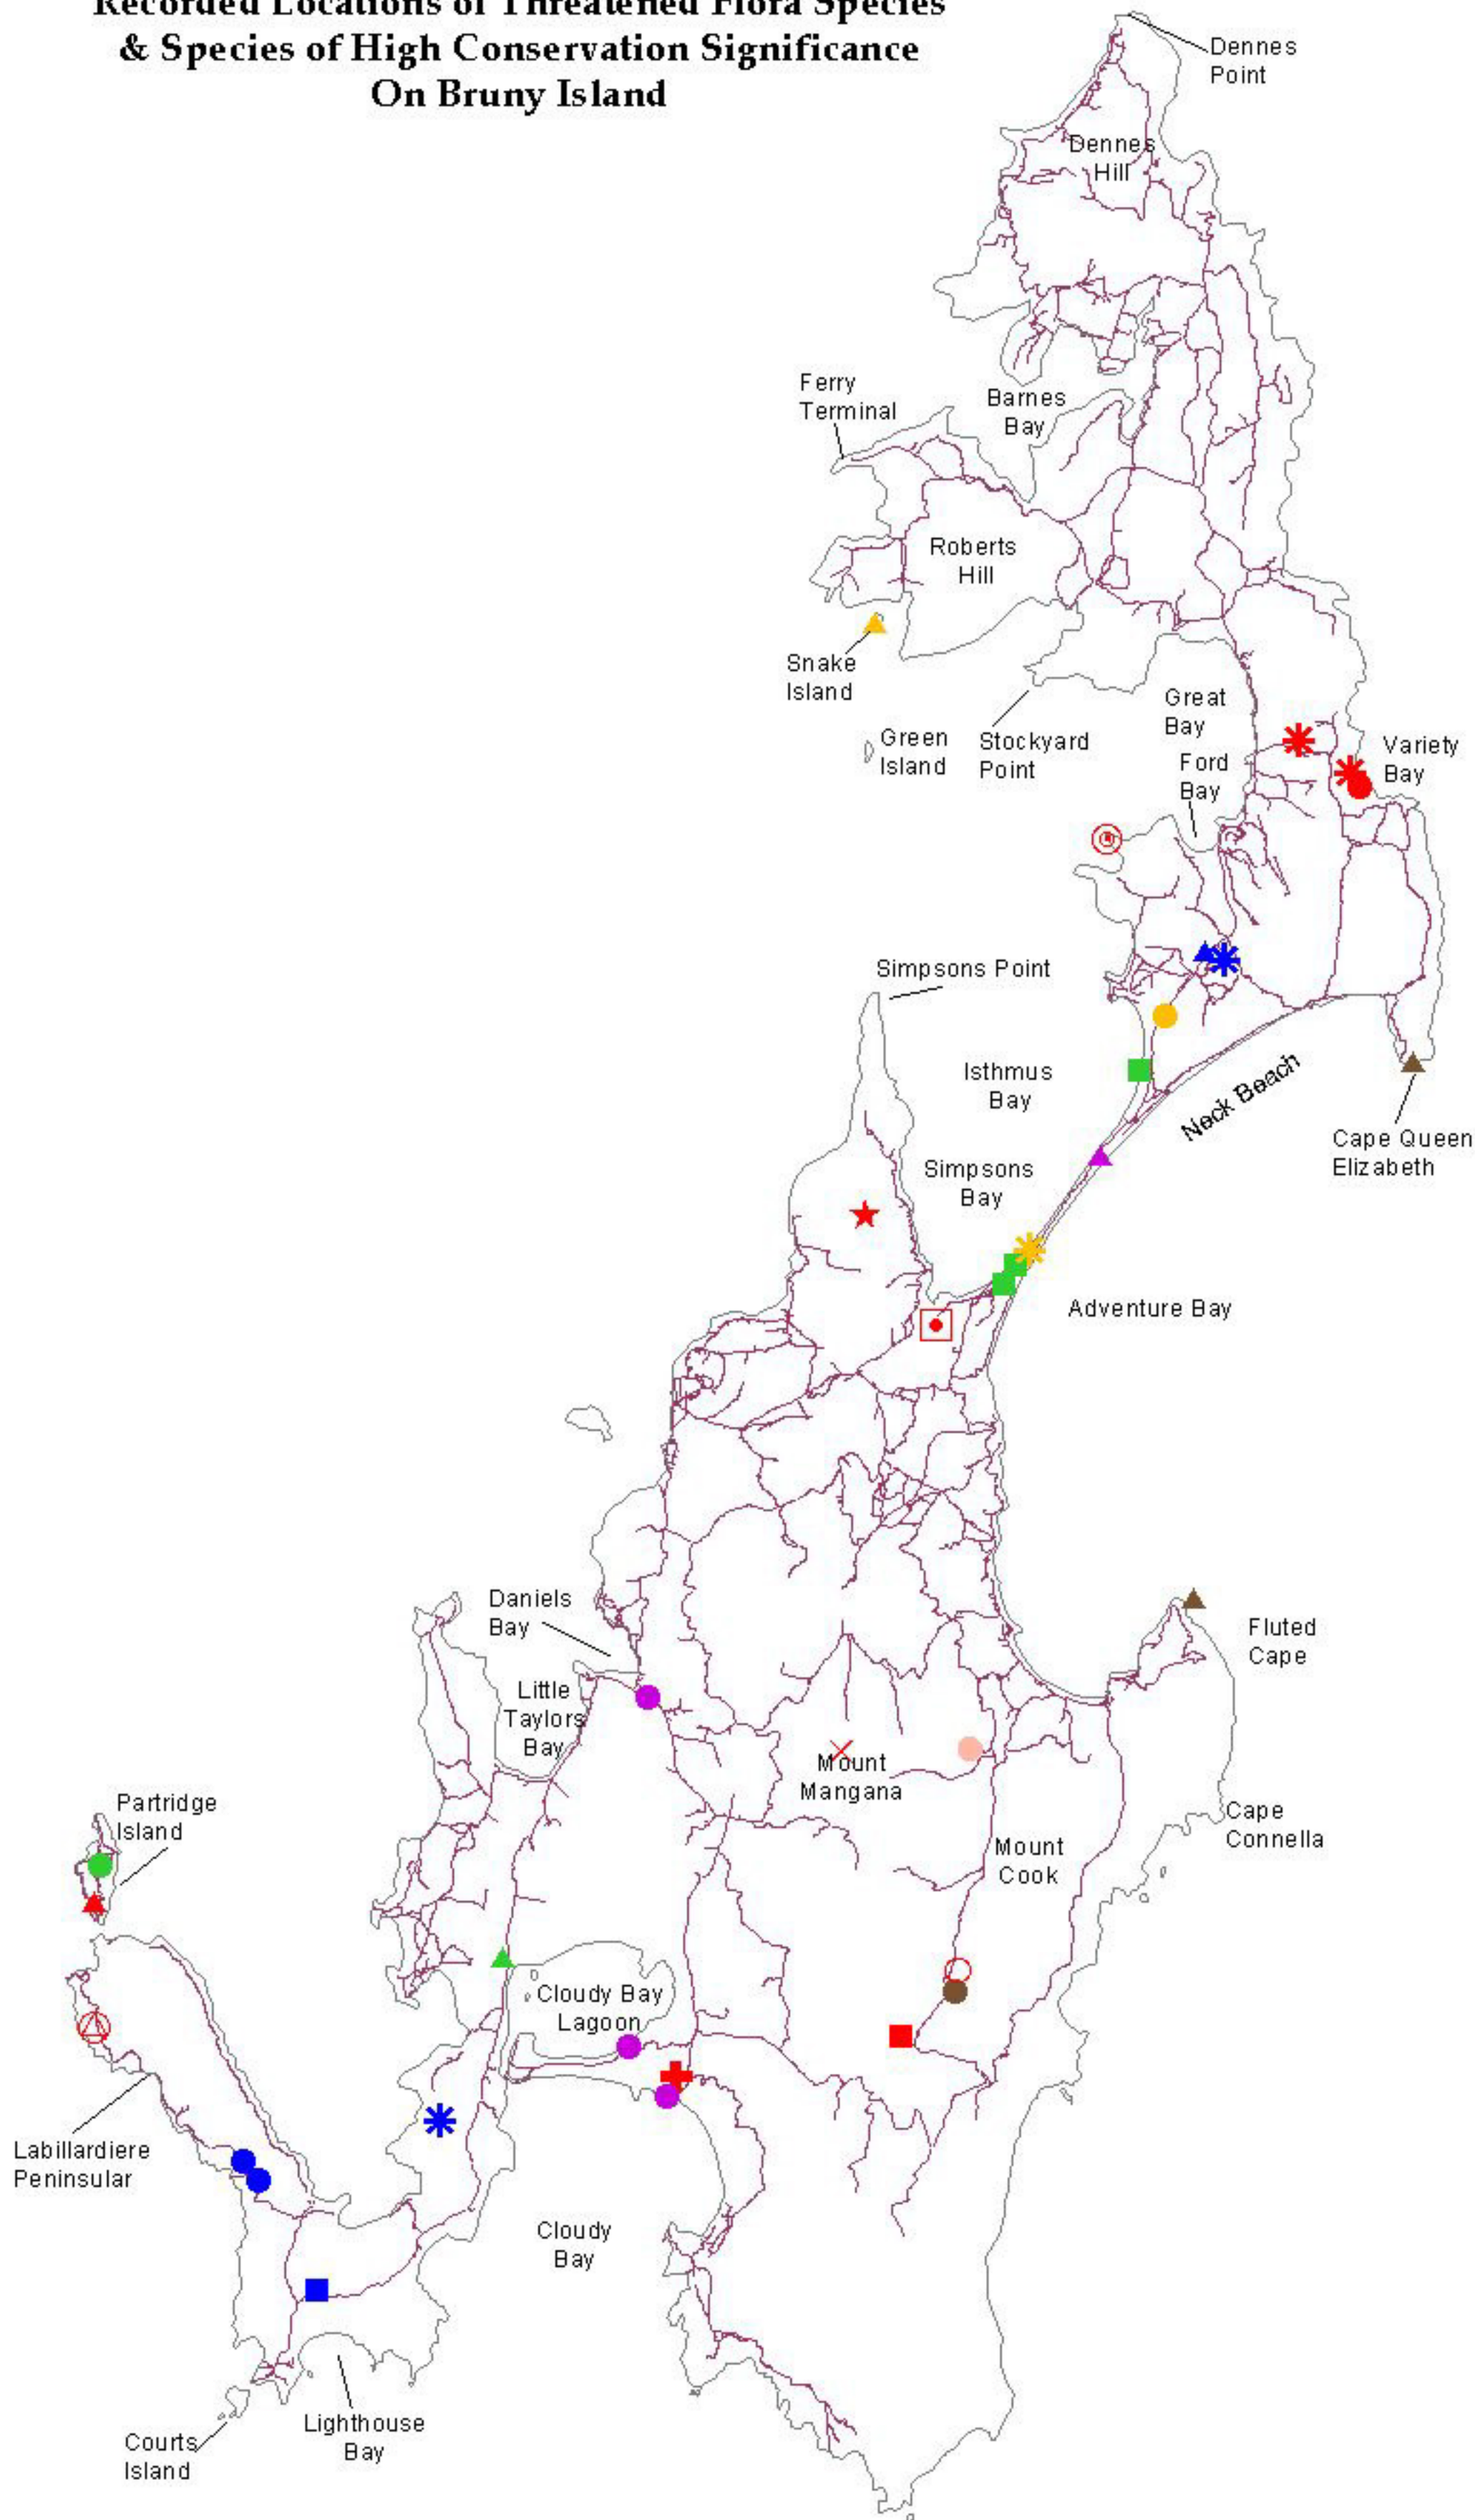 Recorded Locations of Threatened Flora Species
& Species of High Conservation Significance
On Bruny Island
Dennes
Point
Dennes
Hill
Ferry
Terminal
Barnes
Bay
Roberts
Hill
Snake
Island
Great
Bay
Green
Island
Stockyard
Point
Variety
Bay
Ford
Bay
Simpsons Point
Isthmus
Bay
Neck Beach
Cape Queen
Elizabeth
Simpsons
Bay
Adventure Bay
Daniels
Bay
Fluted
Cape
Little
Taylors
Bay
Mount
Mangana
Partridge
Island
Cape
Connella
Mount
Cook
Cloudy Bay
Lagoon
Labillardiere
Peninsular
Cloudy
Bay
Lighthouse
Bay
Courts
Island